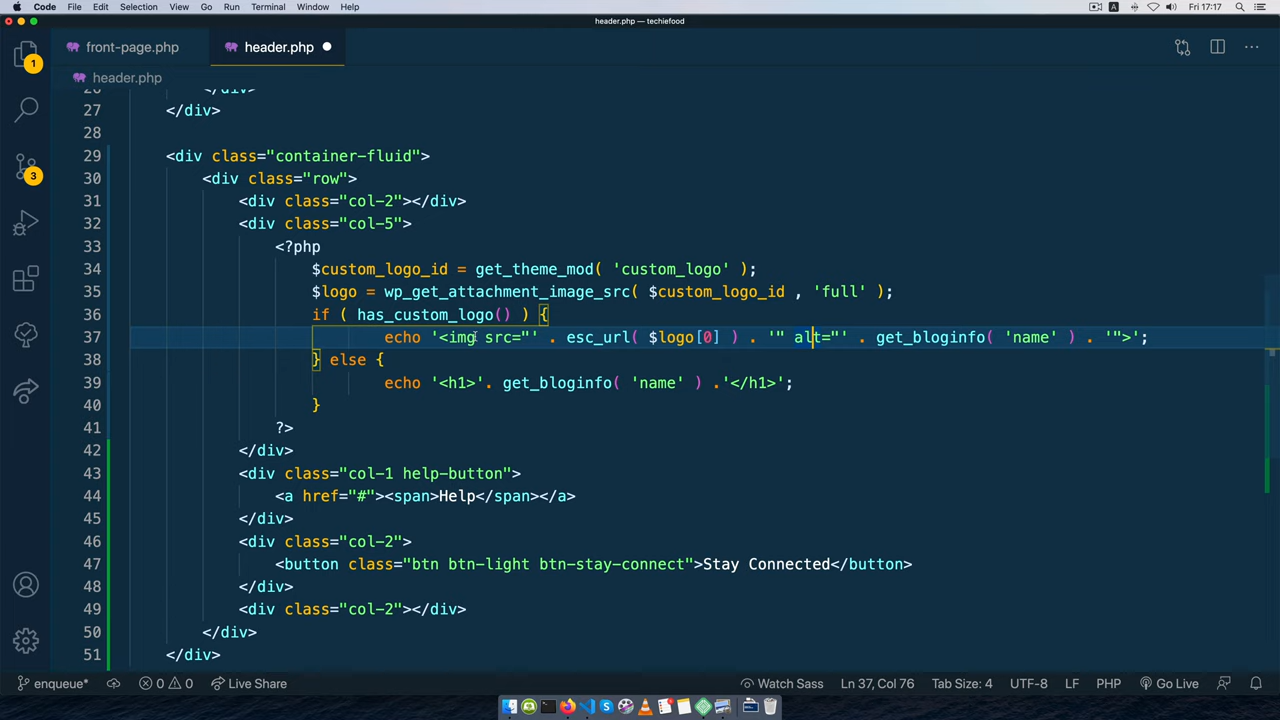 Code File Edit Selection View Go Run Terminal Window Help
A Fri 17:17
header.php — techiefood
front-page.php
header.php
1
header.php
27 </div>
28
29 <div class="container-fluid">
30 <div class="row">
31 <div class="col-2"></div>
32 <div class="col-5">
33 <?php
34 $custom_logo_id = get_theme_mod( 'custom_logo' );
35 $logo = wp_get_attachment_image_src( $custom_logo_id , 'full' );
36 if ( has_custom_logo() ) {
37 echo '<img src="' . esc_url( $logo[0] ) . '" alt="' . get_bloginfo( 'name' ) . '">';
38 } else {
39 echo '<h1>'. get_bloginfo( 'name' ) .'</h1>';
40 }
41 ?>
42 </div>
43 <div class="col-1 help-button">
44 <a href="#"><span>Help</span></a>
45 </div>
46 <div class="col-2">
47 <button class="btn btn-light btn-stay-connect">Stay Connected</button>
48 </div>
49 <div class="col-2"></div>
50 </div>
51 </div>
3
enqueue* 0 0 Live Share Watch Sass Ln 37, Col 76 Tab Size: 4 UTF-8 LF PHP Go Live